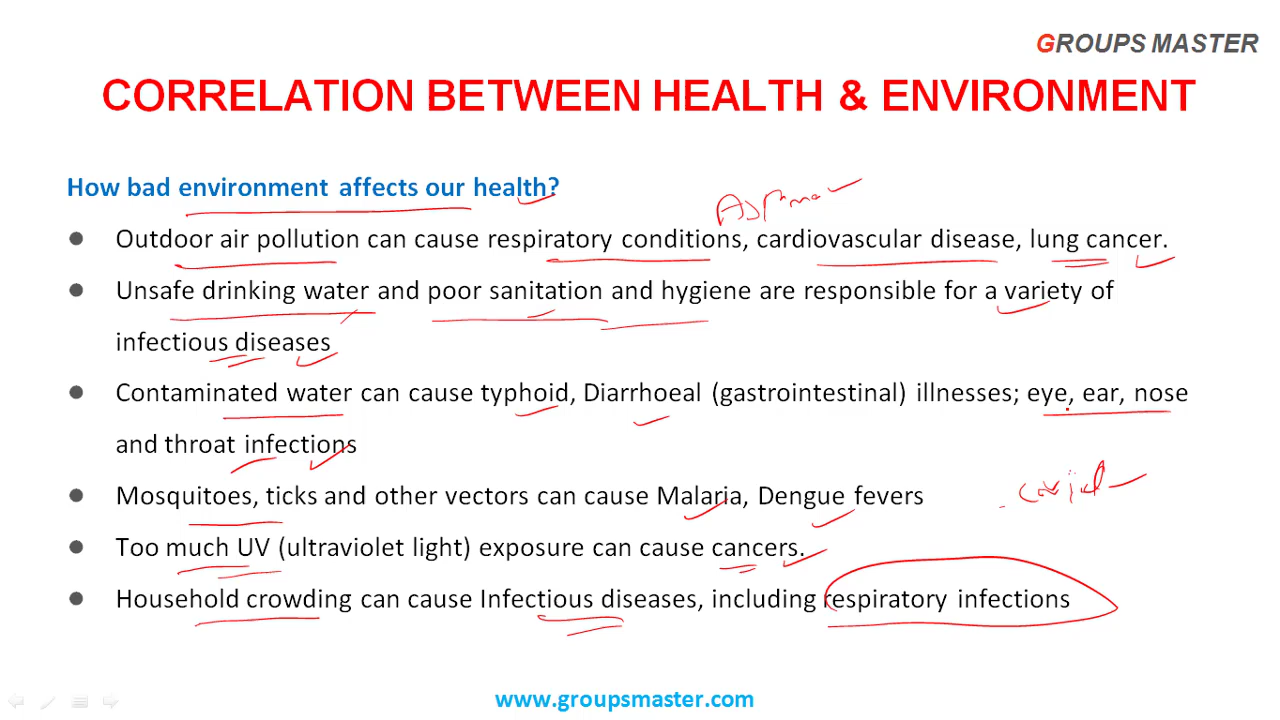 GROUPS MASTER
CORRELATION BETWEEN HEALTH & ENVIRONMENT
How bad environment affects our health?
● Outdoor air pollution can cause respiratory conditions, cardiovascular disease, lung cancer.
● Unsafe drinking water and poor sanitation and hygiene are responsible for a variety of
infectious diseases
● Contaminated water can cause typhoid, Diarrhoeal (gastrointestinal) illnesses; eye, ear, nose
and throat infections
● Mosquitoes, ticks and other vectors can cause Malaria, Dengue fevers
● Too much UV (ultraviolet light) exposure can cause cancers.
● Household crowding can cause Infectious diseases, including respiratory infections
www.groupsmaster.com